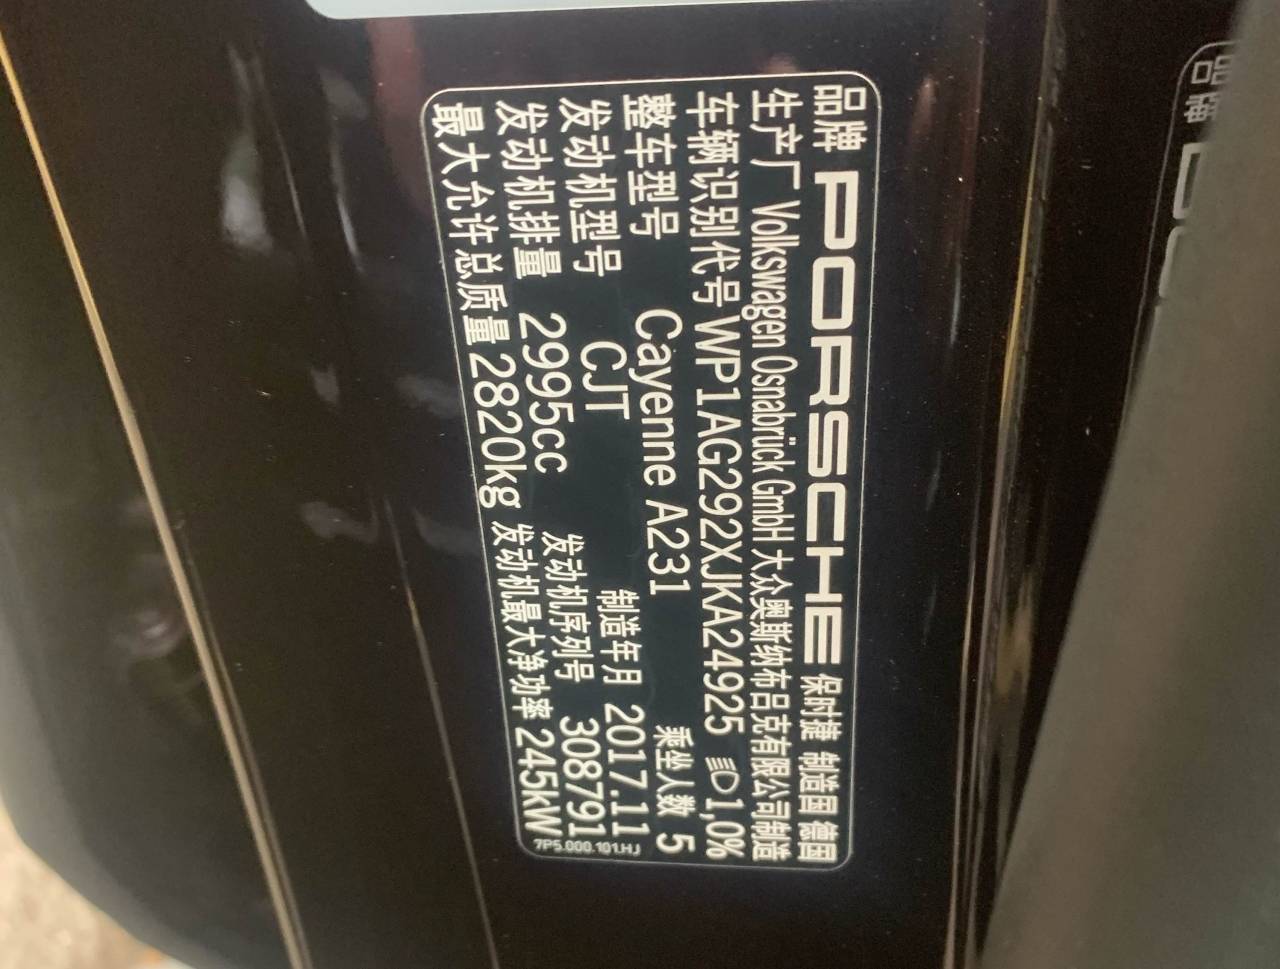 品牌 PORSCHE 保时捷 制造国 德国
生产厂 Volkswagen Osnabrück GmbH 大众奥斯纳布吕克有限公司制造
车辆识别代号 WP1AG292XJKA24925 1,0%
整车型号 Cayenne A231 乘坐人数 5
发动机型号 CJT 制造年月 2017.11
发动机排量 2995cc 发动机序列号 308791
最大允许总质量 2820kg 发动机最大净功率 245kW
7P5.000.101.HJ
品牌